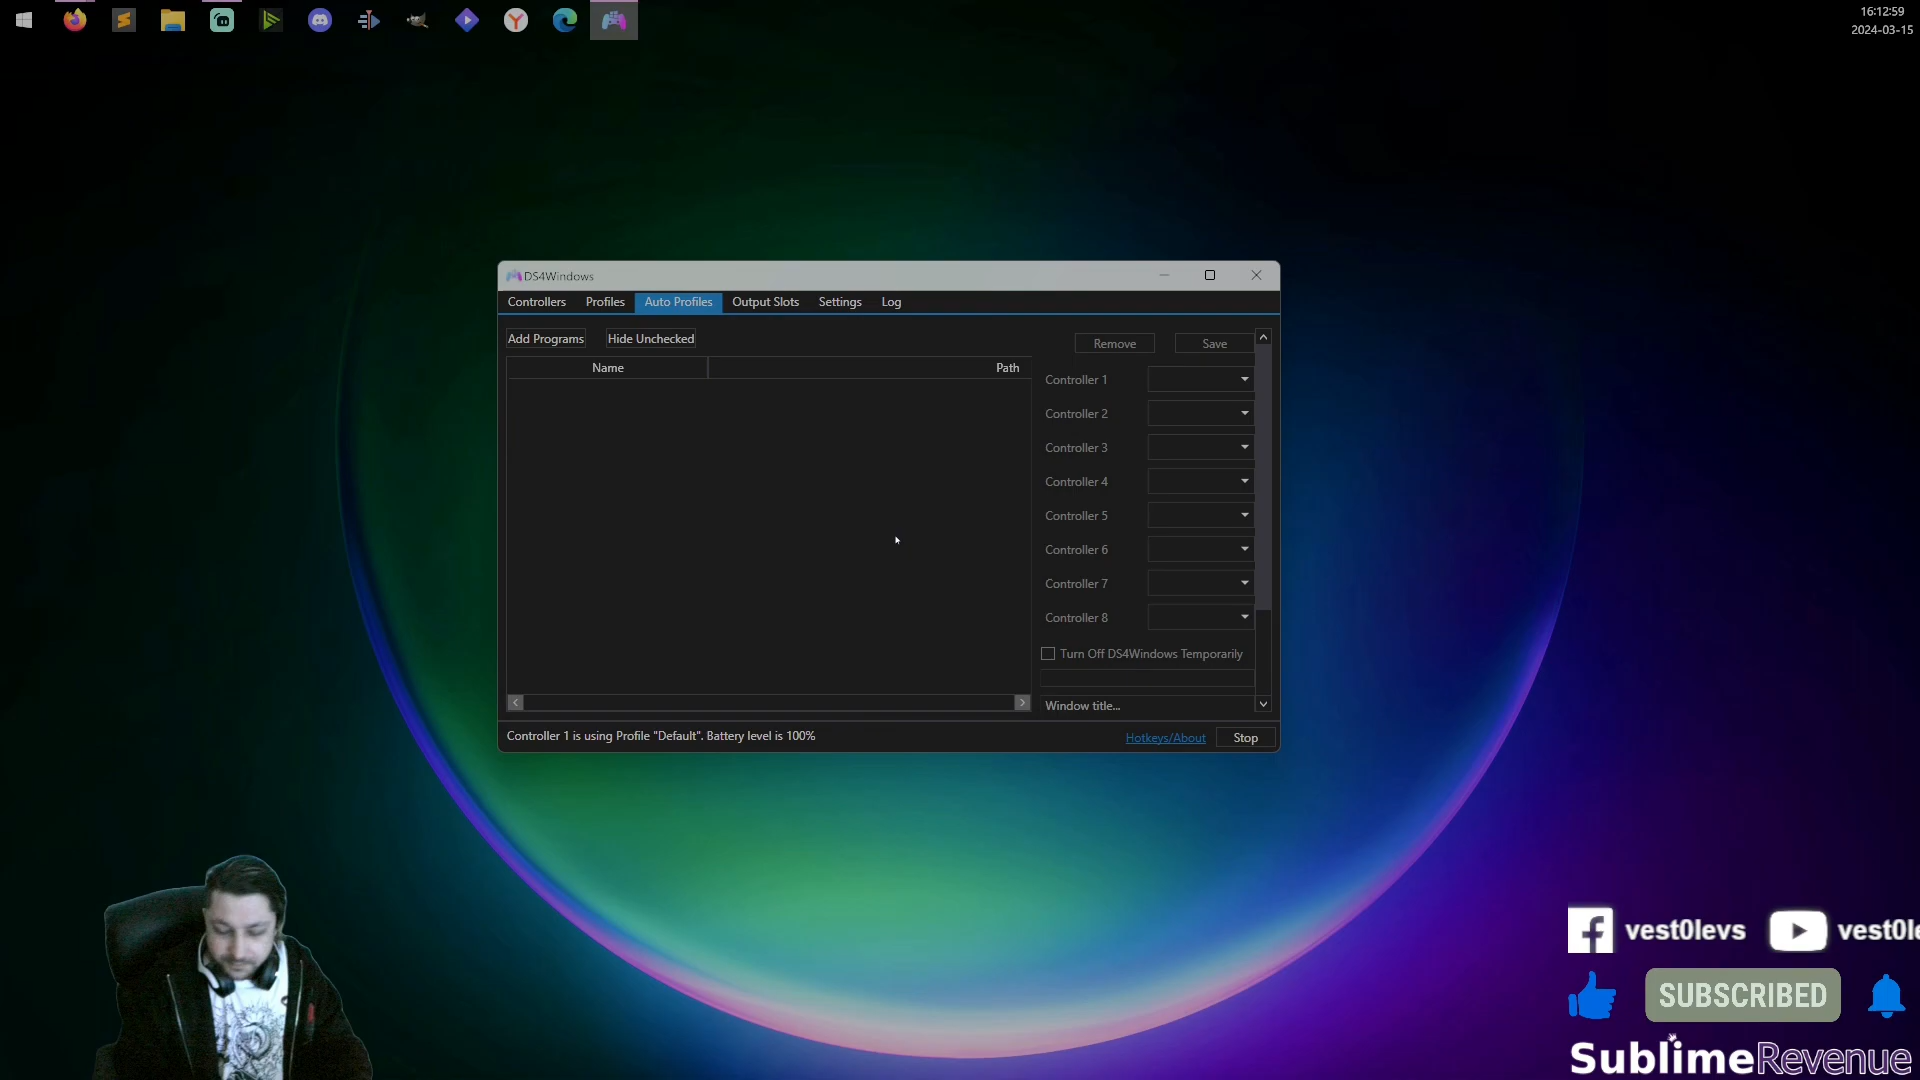 16:12:59
2024-03-15
DS4Windows
Controllers Profiles Auto Profiles Output Slots Settings Log
Add Programs Hide Unchecked
Remove Save
Name Path
Controller 1
Controller 2
Controller 3
Controller 4
Controller 5
Controller 6
Controller 7
Controller 8
Turn Off DS4Windows Temporarily
Window title...
Controller 1 is using Profile "Default". Battery level is 100%
Hotkeys/About Stop
vest0levs vest0le
SUBSCRIBED
SublimeRevenue